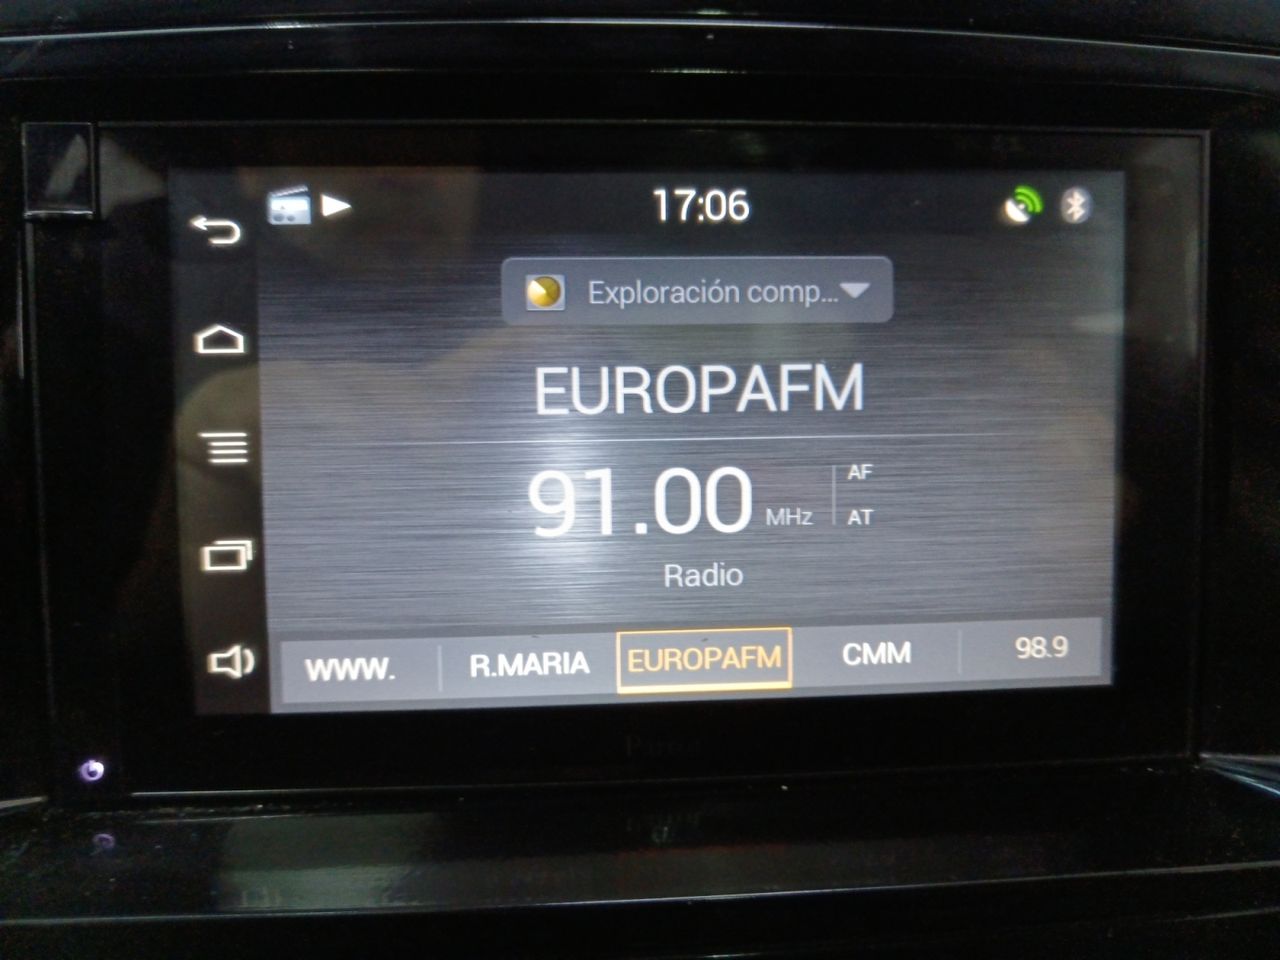 17:06
Exploración comp...
EUROPAFM
91.00 MHz
AF
AT
Radio
WWW. R.MARIA EUROPAFM CMM 98.9